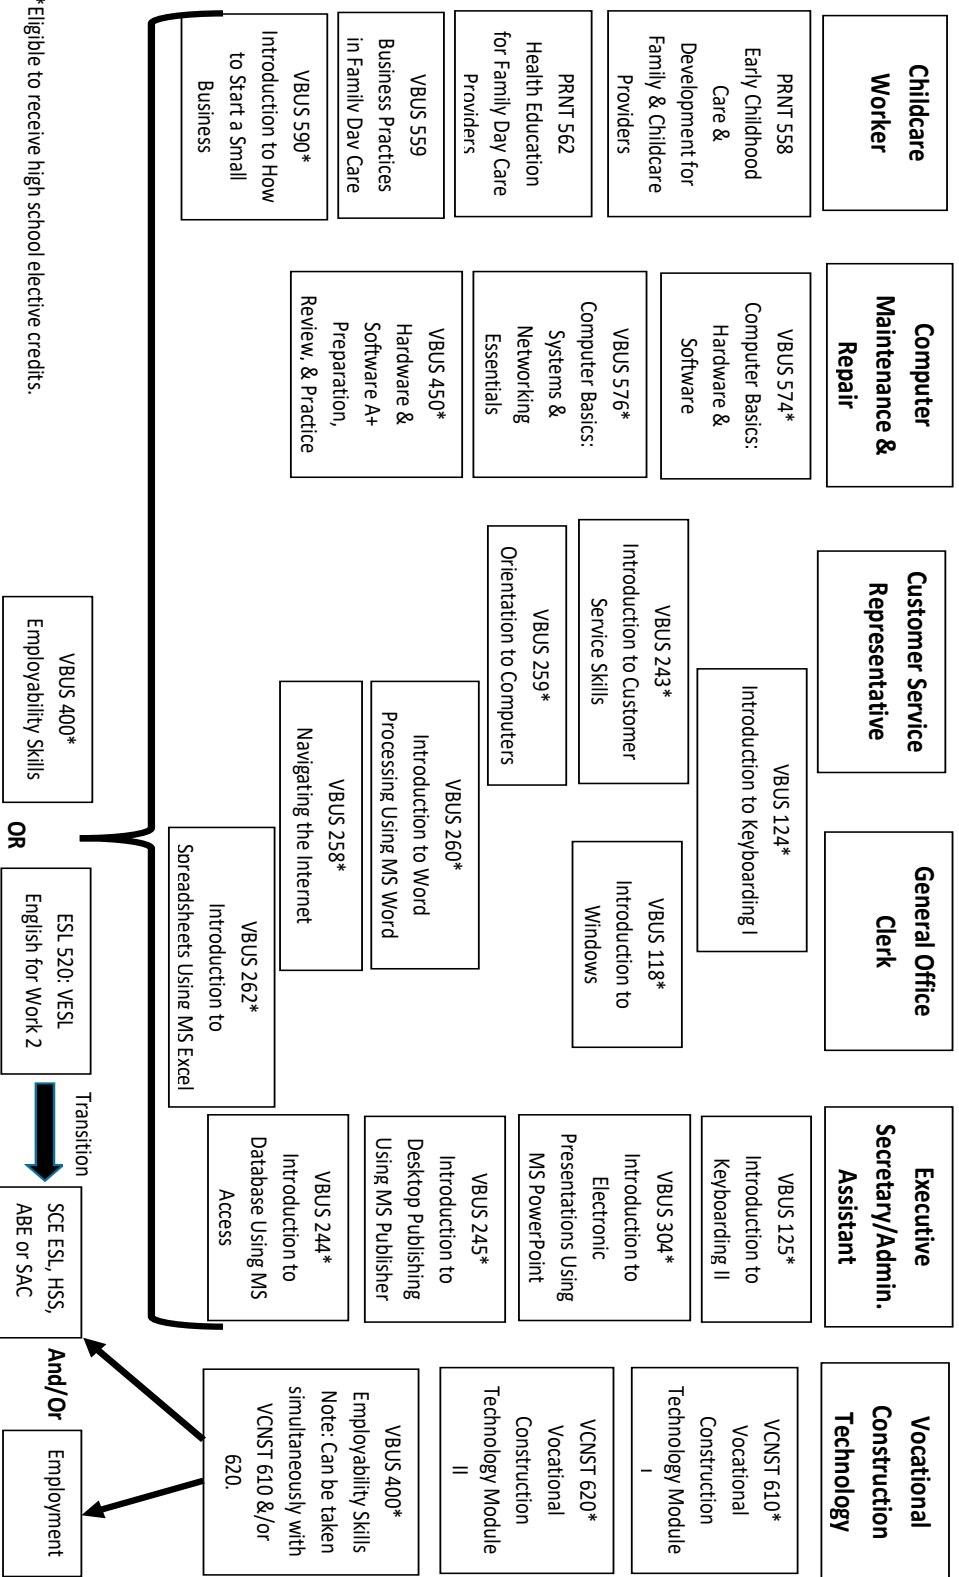 Childcare
Worker
PRNT 558
Early Childhood
Care &
Development for
Family & Childcare
Providers
PRNT 562
Health Education
for Family Day Care
Providers
VBUS 559
Business Practices
in Family Day Care
VBUS 590*
Introduction to How
to Start a Small
Business
Computer
Maintenance &
Repair
VBUS 574*
Computer Basics:
Hardware &
Software
VBUS 576*
Computer Basics:
Systems &
Networking
Essentials
VBUS 450*
Hardware &
Software A+
Preparation,
Review, & Practice
Customer Service
Representative
General Office
Clerk
VBUS 124*
Introduction to Keyboarding I
VBUS 243*
Introduction to Customer
Service Skills
VBUS 118*
Introduction to
Windows
VBUS 259*
Orientation to Computers
VBUS 260*
Introduction to Word
Processing Using MS Word
VBUS 258*
Navigating the Internet
VBUS 262*
Introduction to
Spreadsheets Using MS Excel
Executive
Secretary/Admin.
Assistant
VBUS 125*
Introduction to
Keyboarding II
VBUS 304*
Introduction to
Electronic
Presentations Using
MS PowerPoint
VBUS 245*
Introduction to
Desktop Publishing
Using MS Publisher
VBUS 244*
Introduction to
Database Using MS
Access
Vocational
Construction
Technology
VCNST 610*
Vocational
Construction
Technology Module
I
VCNST 620*
Vocational
Construction
Technology Module
II
VBUS 400*
Employability Skills
Note: Can be taken
simultaneously with
VCNST 610 &/or
620.
VBUS 400*
Employability Skills
OR
ESL 520: VESL
English for Work 2
Transition
SCE ESL, HSS,
ABE or SAC
And/Or
Employment
*Eligible to receive high school elective credits.